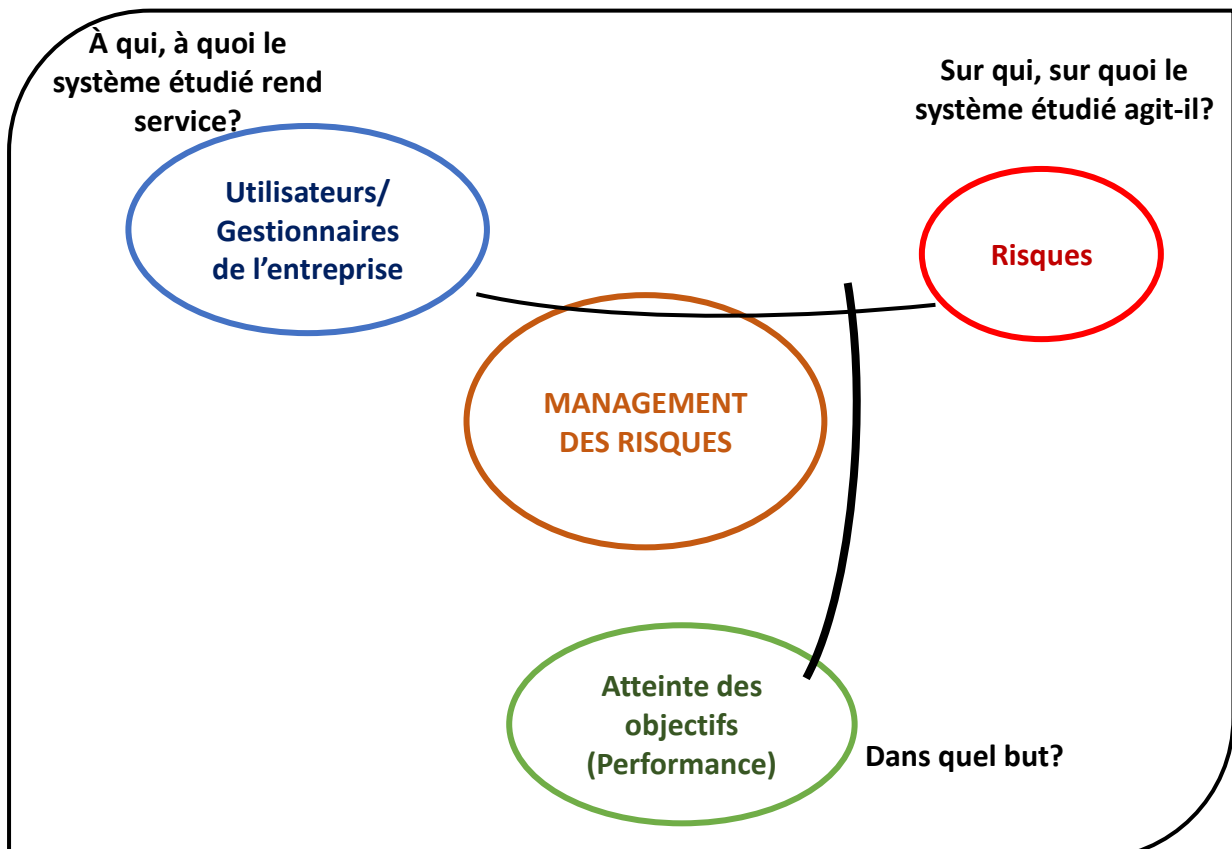 À qui, à quoi le
système étudié rend
service?
Sur qui, sur quoi le
système étudié agit-il?
Utilisateurs/
Gestionnaires
de l’entreprise
Risques
MANAGEMENT
DES RISQUES
Atteinte des
objectifs
(Performance)
Dans quel but?